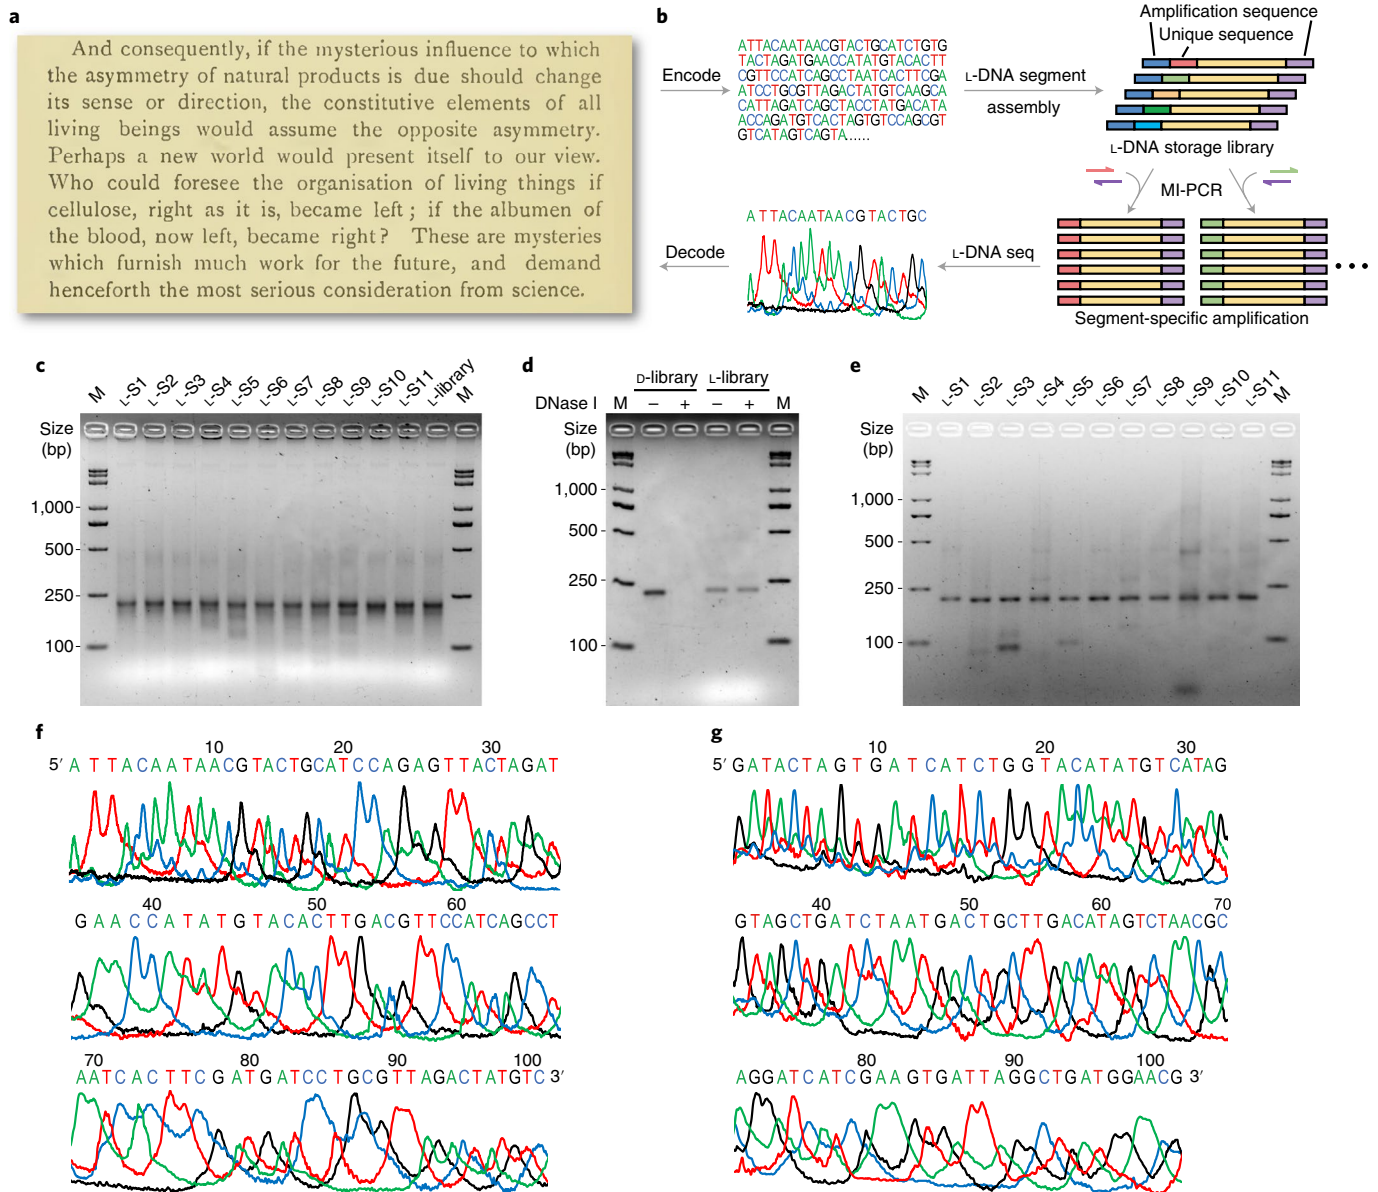 a
And consequently, if the mysterious influence to which
the asymmetry of natural products is due should change
its sense or direction, the constitutive elements of all
living beings would assume the opposite asymmetry.
Perhaps a new world would present itself to our view.
Who could foresee the organisation of living things if
cellulose, right as it is, became left; if the albumen of
the blood, now left, became right? These are mysteries
which furnish much work for the future, and demand
henceforth the most serious consideration from science.
b
Encode
ATTACAATAACGTACTGCATCTGTG
TACTAGATGAACCATATGTACACTT
CGTTCCATCAGCCTAATCACTTCGA
ATCCTGCGTTAGACTATGTCAAGCA
CATTAGATCAGCTACCTATGACATA
ACCAGATGTCACTAGTGTCCAGCGT
GTCATAGTCAGTA.....
L-DNA segment
assembly
Amplification sequence
Unique sequence
L-DNA storage library
MI-PCR
Segment-specific amplification
L-DNA seq
ATTACAATAACGTACTGC
Decode
c
M L-S1 L-S2 L-S3 L-S4 L-S5 L-S6 L-S7 L-S8 L-S9 L-S10 L-S11 L-library M
Size
(bp)
1,000
500
250
100
d
D-library L-library
DNase I M – + – + M
Size
(bp)
1,000
500
250
100
e
M L-S1 L-S2 L-S3 L-S4 L-S5 L-S6 L-S7 L-S8 L-S9 L-S10 L-S11 M
Size
(bp)
1,000
500
250
100
f
10 20 30
5′ ATTACAATAACGTACTGCATCCAGAGTTACTAGAT
40 50 60
GAACCATATGTACACTTGACGTTCCATCAGCCT
70 80 90 100
AATCACTTCGATGATCCTGCGTTAGACTATGTC 3′
g
10 20 30
5′ GATACTAGTGATCATCTGGTACATATGTCATAG
40 50 60 70
GTAGCTGATCTAATGACTGCTTGACATAGTCTAACGC
80 90 100
AGGATCATCGAAGTGATTAGGCTGATGGAACG 3′